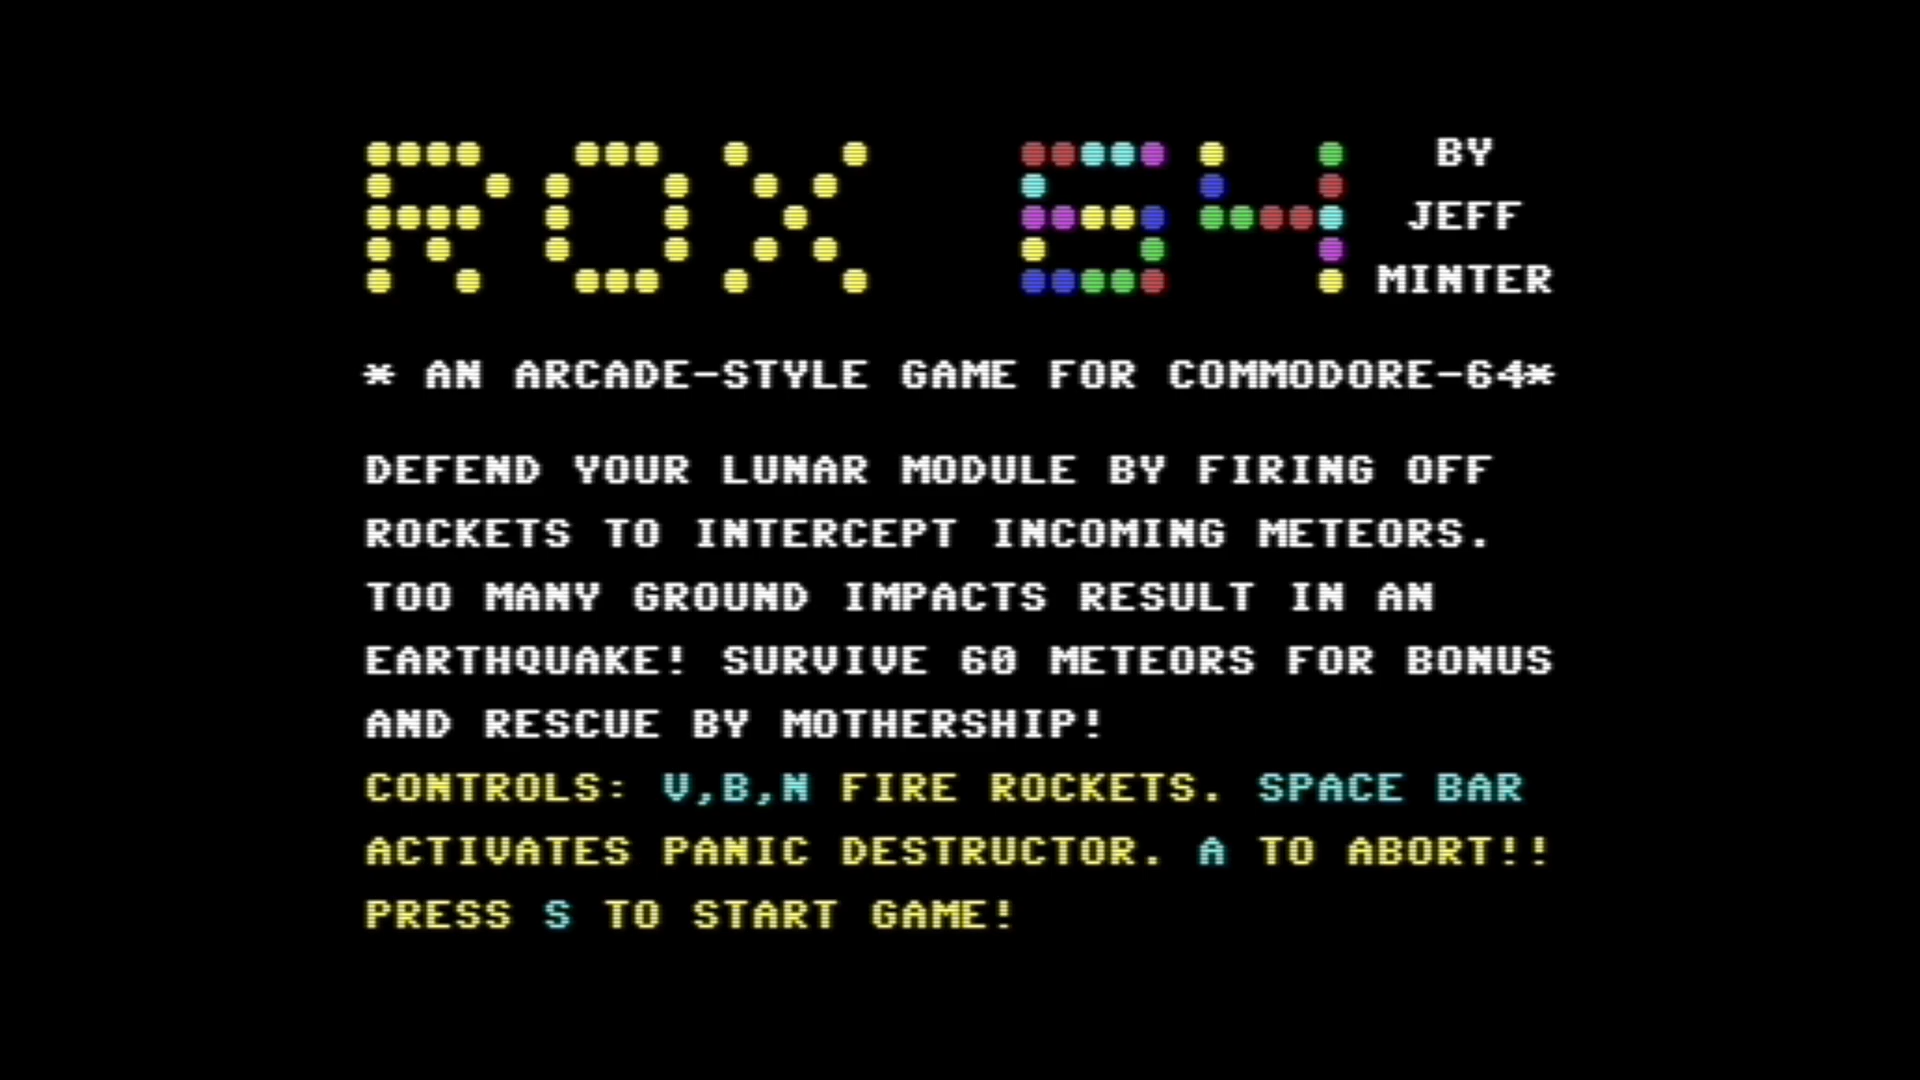 ROX 64
BY
JEFF
MINTER
* AN ARCADE-STYLE GAME FOR COMMODORE-64*
DEFEND YOUR LUNAR MODULE BY FIRING OFF
ROCKETS TO INTERCEPT INCOMING METEORS.
TOO MANY GROUND IMPACTS RESULT IN AN
EARTHQUAKE! SURVIVE 60 METEORS FOR BONUS
AND RESCUE BY MOTHERSHIP!
CONTROLS: V,B,N FIRE ROCKETS. SPACE BAR
ACTIVATES PANIC DESTRUCTOR. A TO ABORT!!
PRESS S TO START GAME!